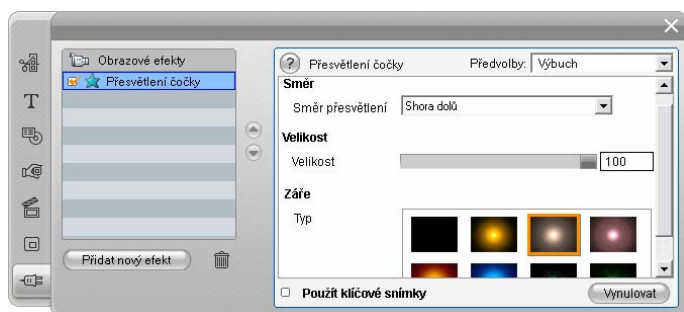 Obrazové efekty
Přesvětlení čočky
Přidat nový efekt
? Přesvětlení čočky Předvolby: Výbuch
Směr
Směr přesvětlení Shora dolů
Velikost
Velikost 100
Záře
Typ
Použít klíčové snímky Vynulovat
T